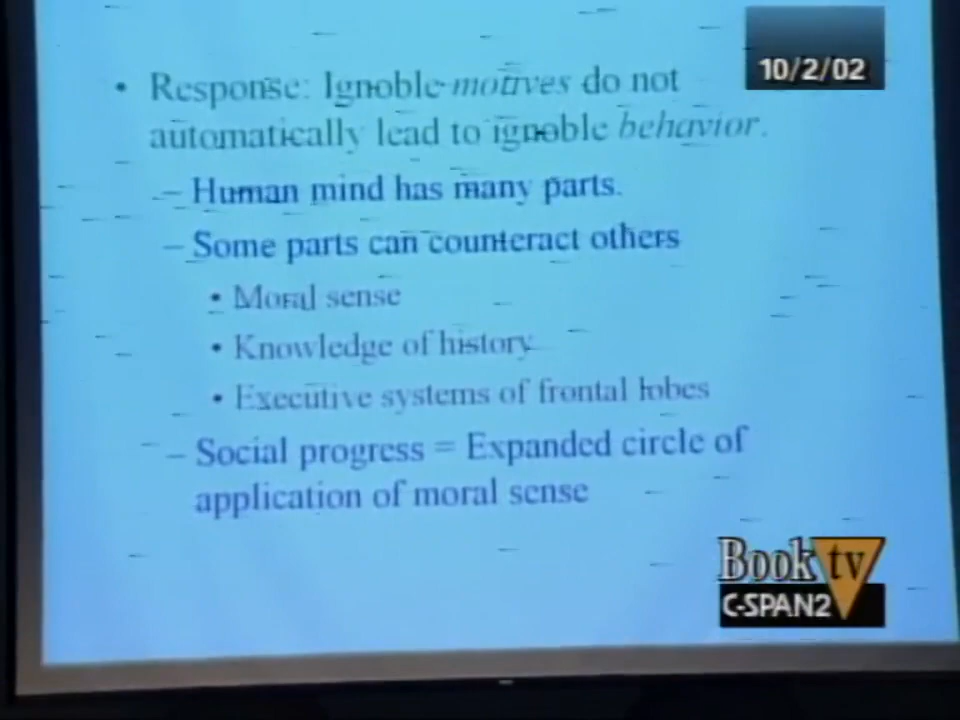 10/2/02
• Response: Ignoble motives do not
automatically lead to ignoble behavior.
– Human mind has many parts.
– Some parts can counteract others
• Moral sense
• Knowledge of history
• Executive systems of frontal lobes
– Social progress = Expanded circle of
application of moral sense
Book tv
C-SPAN2